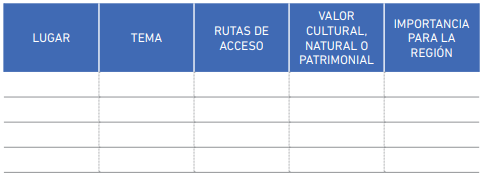 LUGAR
TEMA
RUTAS DE
ACCESO
VALOR
CULTURAL,
NATURAL O
PATRIMONIAL
IMPORTANCIA
PARA LA
REGIÓN